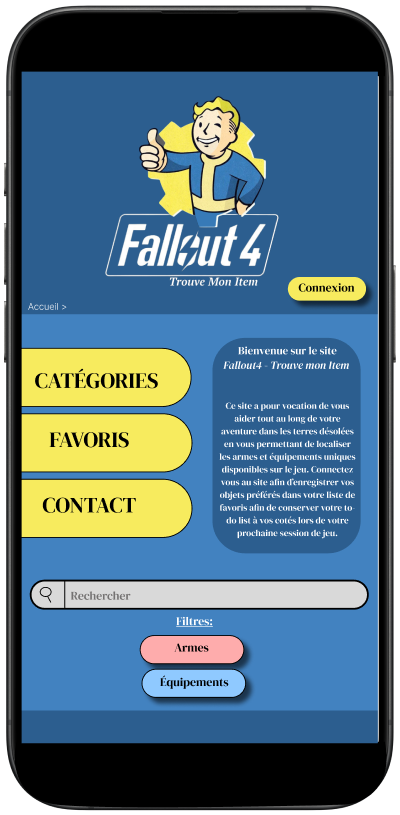 Fallout 4
Trouve Mon Item
Connexion
Accueil >
CATÉGORIES
FAVORIS
CONTACT
Bienvenue sur le site
Fallout4 - Trouve mon Item
Ce site a pour vocation de vous
aider tout au long de votre
aventure dans les terres désolées
en vous permettant de localiser
les armes et équipements uniques
disponibles sur le jeu. Connectez
vous au site afin d'enregistrer vos
objets préférés dans votre liste de
favoris afin de conserver votre to-
do list à vos cotés lors de votre
prochaine session de jeu.
Rechercher
Filtres:
Armes
Équipements